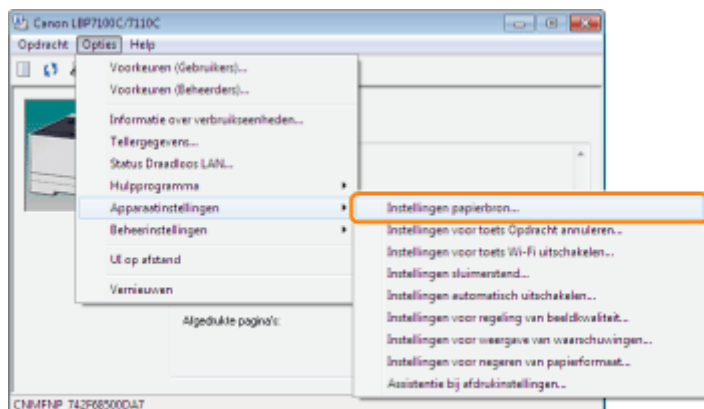 Canon LBP7100C/7110C
Opdracht Opties Help
Voorkeuren (Gebruikers)...
Voorkeuren (Beheerders)...
Informatie over verbruikseenheden...
Tellergegevens...
Status Draadloos LAN...
Hulpprogramma
Apparaatinstellingen
Beheerinstellingen
UI op afstand
Vernieuwen
Instellingen papierbron...
Instellingen voor toets Opdracht annuleren...
Instellingen voor toets Wi-Fi uitschakelen...
Instellingen sluimerstand...
Instellingen automatisch uitschakelen...
Instellingen voor regeling van beeldkwaliteit...
Instellingen voor weergave van waarschuwingen...
Instellingen voor negeren van papierformaat...
Assistentie bij afdrukinstellingen...
Afgedrukte pagina's:
CNMFNP_742F68500DA7